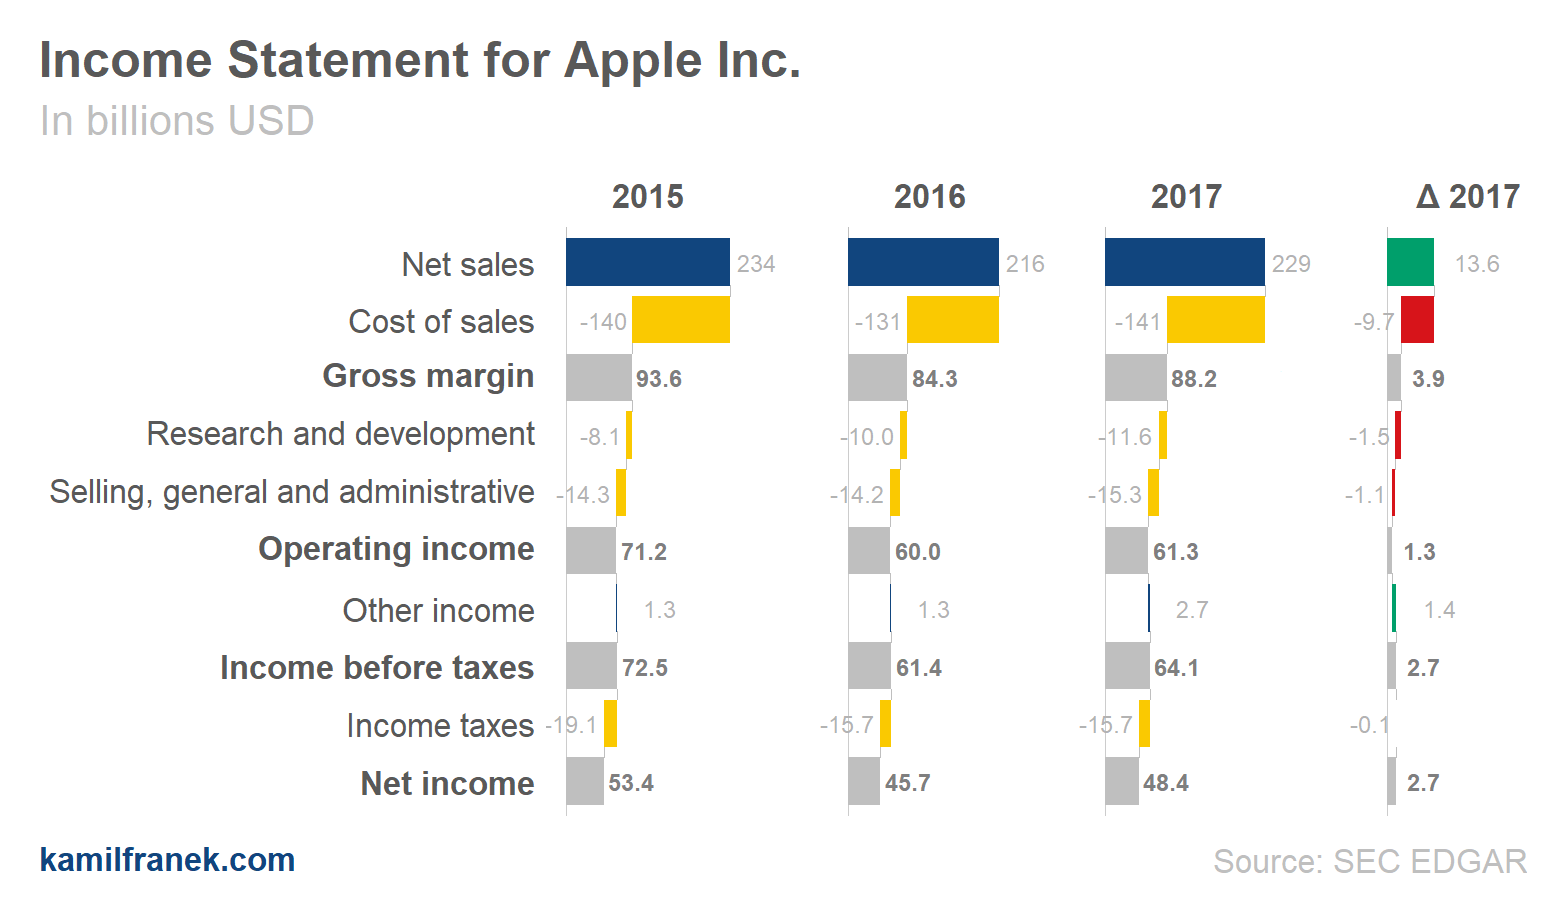 Income Statement for Apple Inc.
In billions USD
2015 2016 2017 Δ 2017
Net sales 234 216 229 13.6
Cost of sales -140 -131 -141 -9.7
Gross margin 93.6 84.3 88.2 3.9
Research and development -8.1 -10.0 -11.6 -1.5
Selling, general and administrative -14.3 -14.2 -15.3 -1.1
Operating income 71.2 60.0 61.3 1.3
Other income 1.3 1.3 2.7 1.4
Income before taxes 72.5 61.4 64.1 2.7
Income taxes -19.1 -15.7 -15.7 -0.1
Net income 53.4 45.7 48.4 2.7
kamilfranek.com Source: SEC EDGAR